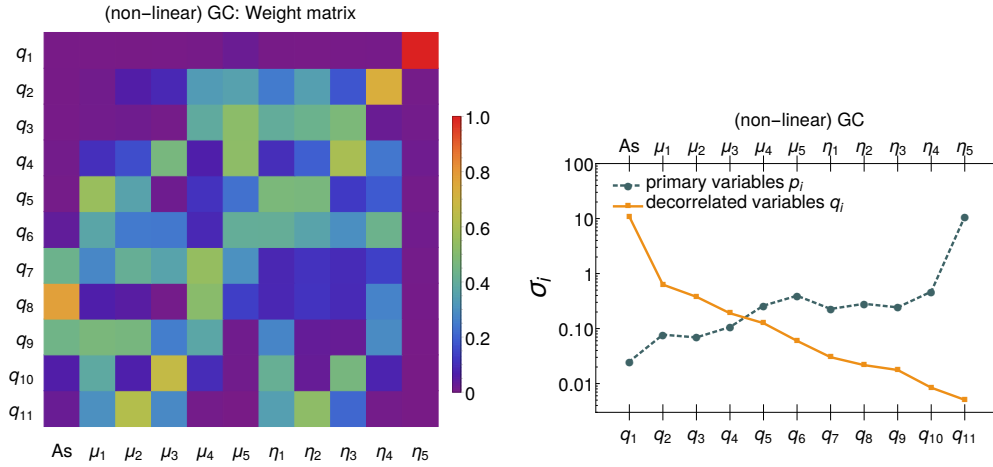 (non−linear) GC: Weight matrix
q1
q2
q3
q4
q5
q6
q7
q8
q9
q10
q11
As μ1 μ2 μ3 μ4 μ5 η1 η2 η3 η4 η5
1.0
0.8
0.6
0.4
0.2
0
(non−linear) GC
As μ1 μ2 μ3 μ4 μ5 η1 η2 η3 η4 η5
100
10
1
0.10
0.01
σi
primary variables pi
decorrelated variables qi
q1 q2 q3 q4 q5 q6 q7 q8 q9 q10 q11